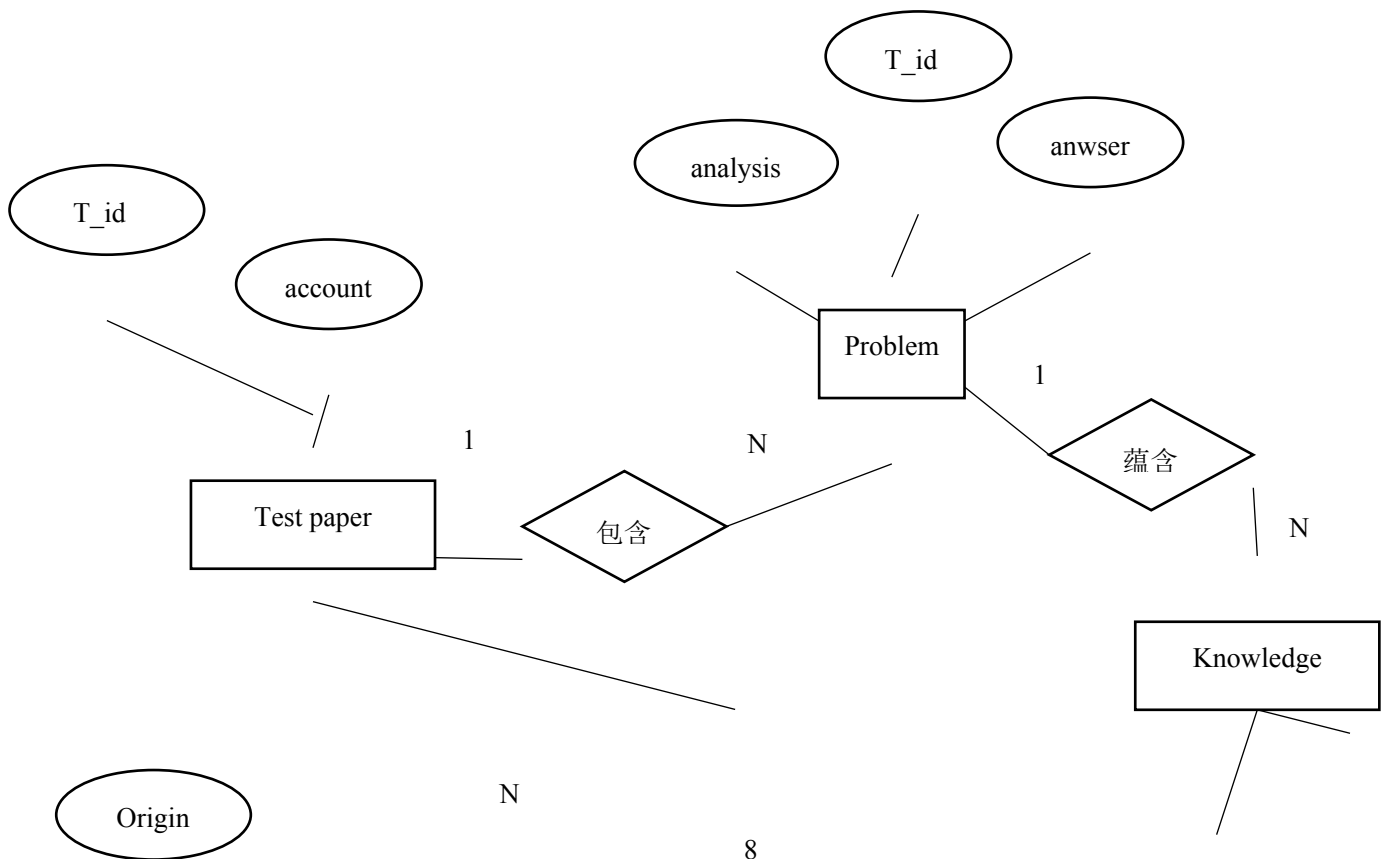 T_id
anwser
analysis
T_id
account
Problem
1
1
N
蕴含
Test paper
包含
N
Knowledge
N
Origin
8